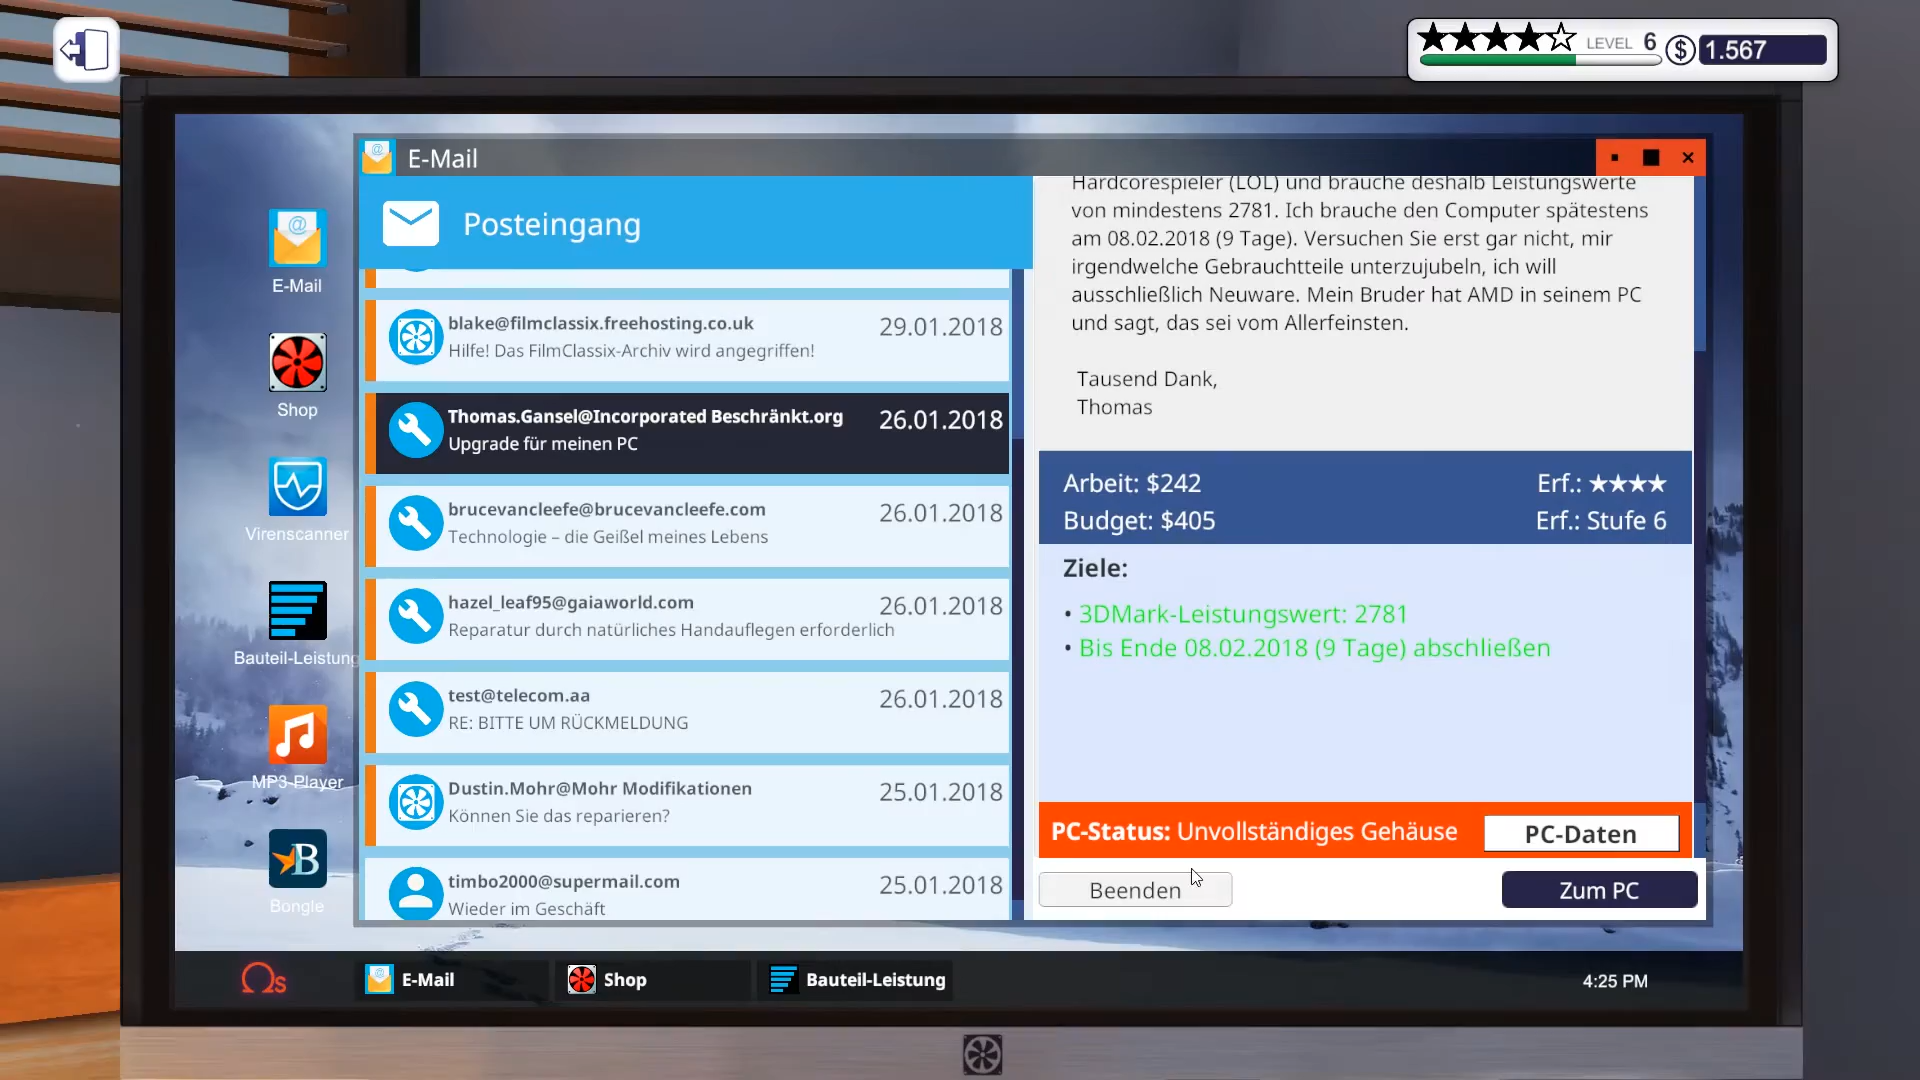 LEVEL 6
$ 1.567
E-Mail
Posteingang
blake@filmclassix.freehosting.co.uk 29.01.2018
Hilfe! Das FilmClassix-Archiv wird angegriffen!
Thomas.Gansel@Incorporated Beschränkt.org 26.01.2018
Upgrade für meinen PC
brucevancleefe@brucevancleefe.com 26.01.2018
Technologie – die Geißel meines Lebens
hazel_leaf95@gaiaworld.com 26.01.2018
Reparatur durch natürliches Handauflegen erforderlich
test@telecom.aa 26.01.2018
RE: BITTE UM RÜCKMELDUNG
Dustin.Mohr@Mohr Modifikationen 25.01.2018
Können Sie das reparieren?
timbo2000@supermail.com 25.01.2018
Wieder im Geschäft
Hardcorespieler (LOL) und brauche deshalb Leistungswerte
von mindestens 2781. Ich brauche den Computer spätestens
am 08.02.2018 (9 Tage). Versuchen Sie erst gar nicht, mir
irgendwelche Gebrauchtteile unterzujubeln, ich will
ausschließlich Neuware. Mein Bruder hat AMD in seinem PC
und sagt, das sei vom Allerfeinsten.
Tausend Dank,
Thomas
Arbeit: $242 Erf.: ★★★★
Budget: $405 Erf.: Stufe 6
Ziele:
• 3DMark-Leistungswert: 2781
• Bis Ende 08.02.2018 (9 Tage) abschließen
PC-Status: Unvollständiges Gehäuse PC-Daten
Beenden Zum PC
E-Mail
Shop
Virenscanner
Bauteil-Leistung
MP3-Player
B
Bongle
Ωs E-Mail Shop Bauteil-Leistung 4:25 PM